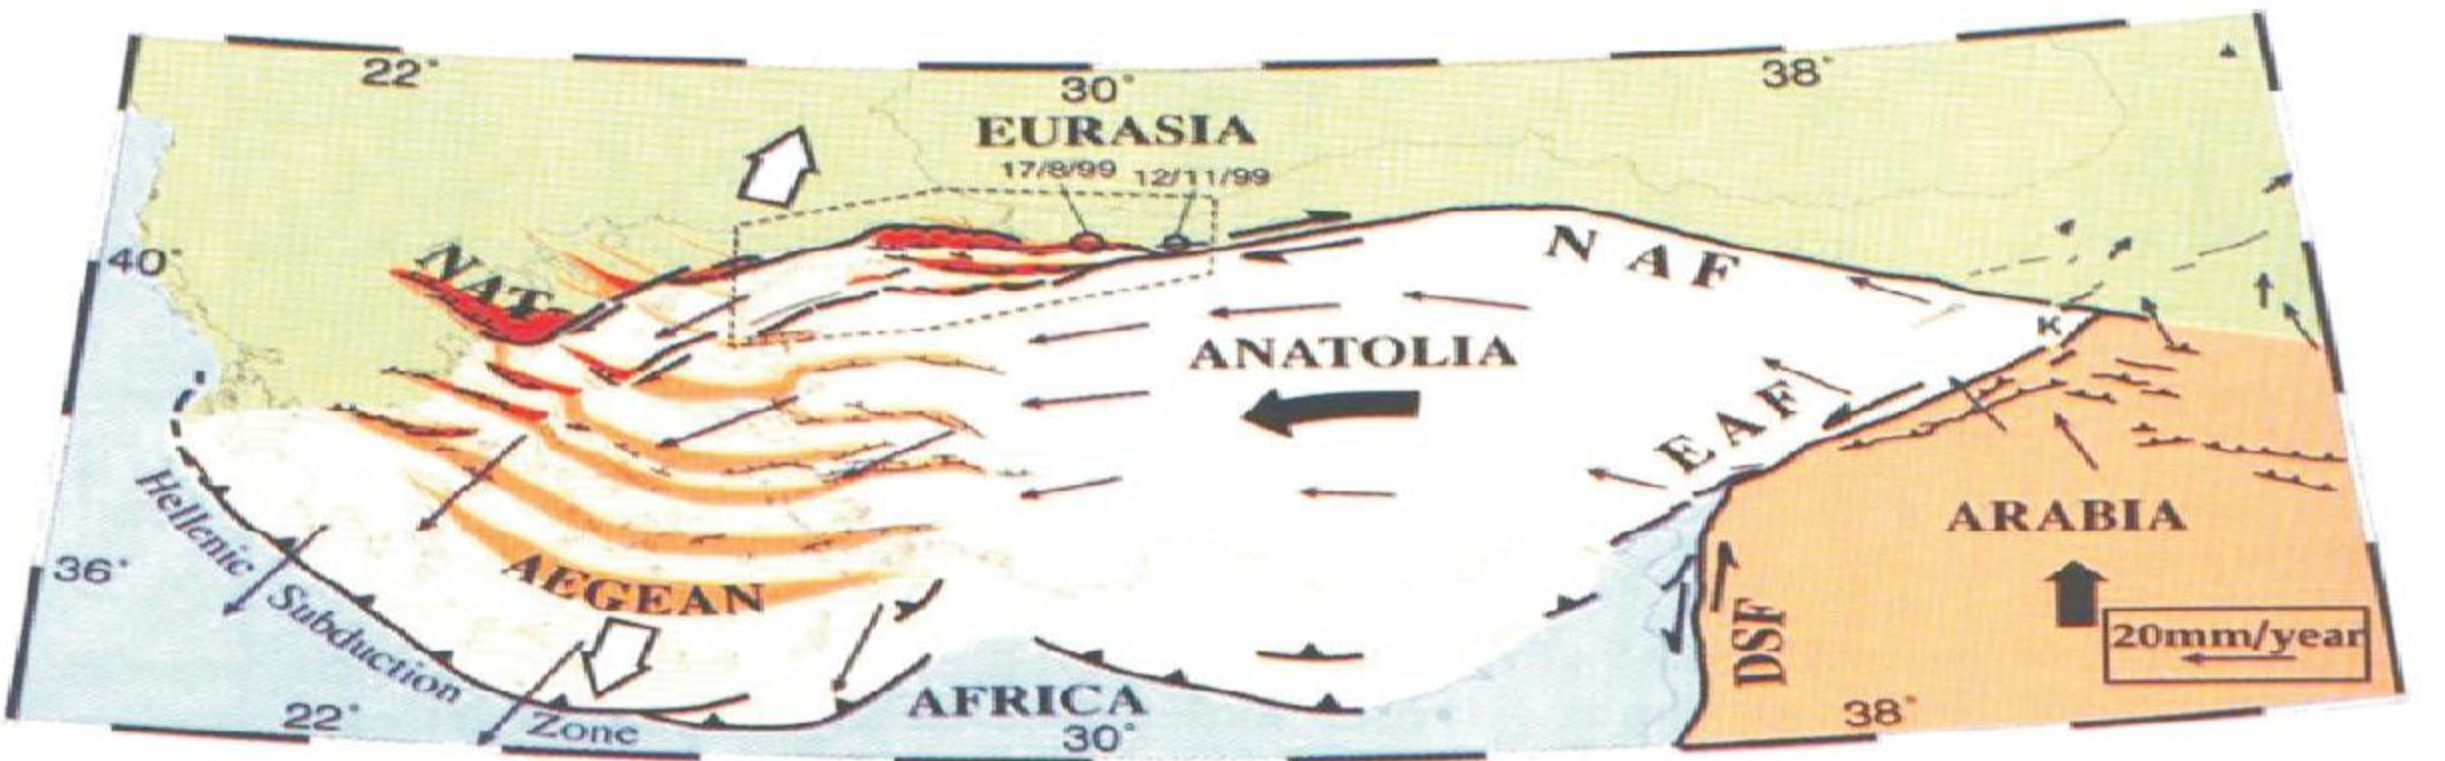 22°
30°
38°
EURASIA
17/8/99
12/11/99
40°
NAT
NAF
K
ANATOLIA
EAF
ARABIA
Hellenic
Subduction
Zone
36°
AEGEAN
DSF
20mm/year
AFRICA
22°
30°
38°